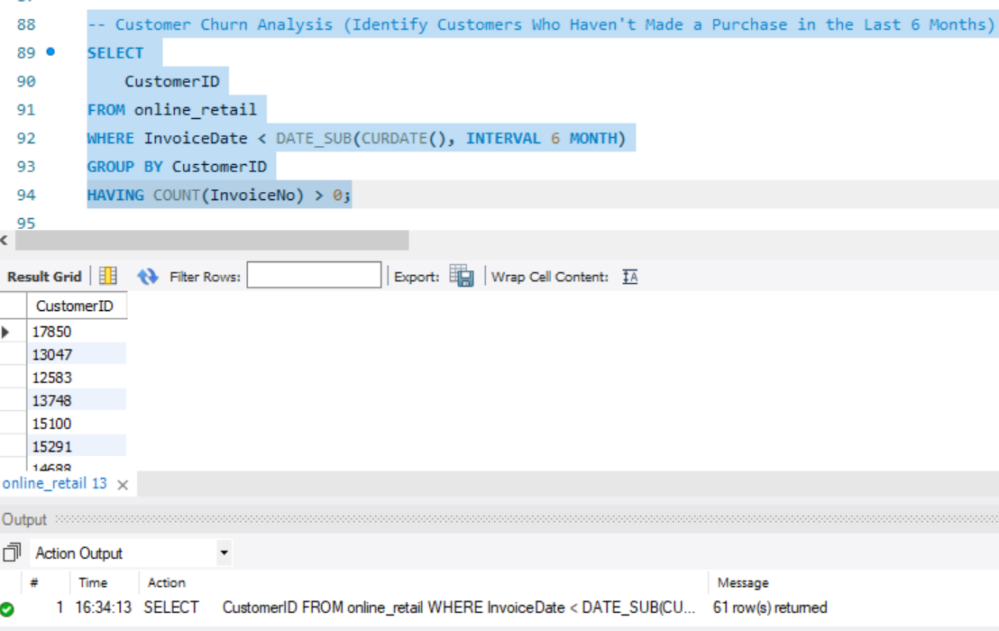 88 -- Customer Churn Analysis (Identify Customers Who Haven't Made a Purchase in the Last 6 Months)
89 SELECT
90 CustomerID
91 FROM online_retail
92 WHERE InvoiceDate < DATE_SUB(CURDATE(), INTERVAL 6 MONTH)
93 GROUP BY CustomerID
94 HAVING COUNT(InvoiceNo) > 0;
95
Result Grid Filter Rows: Export: Wrap Cell Content: IA
CustomerID
17850
13047
12583
13748
15100
15291
14688
online_retail 13
Output
Action Output
# Time Action Message
1 16:34:13 SELECT CustomerID FROM online_retail WHERE InvoiceDate < DATE_SUB(CU... 61 row(s) returned